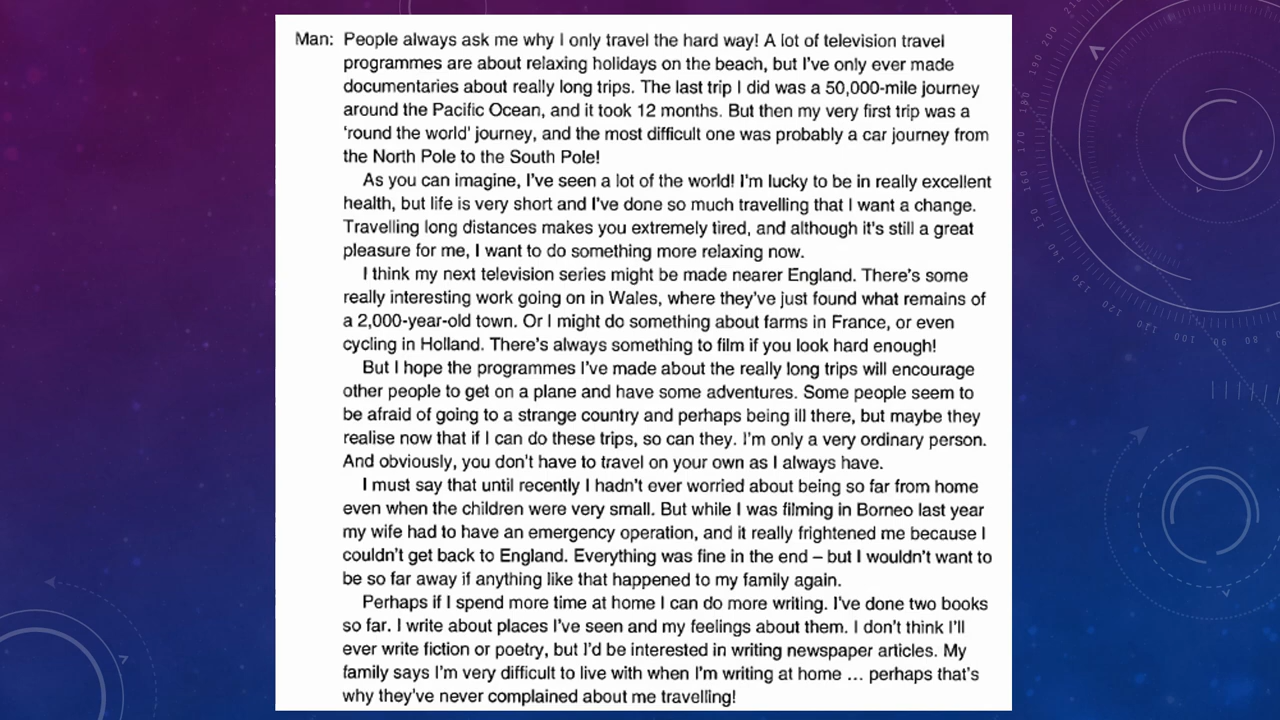 Man: People always ask me why I only travel the hard way! A lot of television travel
programmes are about relaxing holidays on the beach, but I've only ever made
documentaries about really long trips. The last trip I did was a 50,000-mile journey
around the Pacific Ocean, and it took 12 months. But then my very first trip was a
'round the world' journey, and the most difficult one was probably a car journey from
the North Pole to the South Pole!
As you can imagine, I've seen a lot of the world! I'm lucky to be in really excellent
health, but life is very short and I've done so much travelling that I want a change.
Travelling long distances makes you extremely tired, and although it's still a great
pleasure for me, I want to do something more relaxing now.
I think my next television series might be made nearer England. There's some
really interesting work going on in Wales, where they've just found what remains of
a 2,000-year-old town. Or I might do something about farms in France, or even
cycling in Holland. There's always something to film if you look hard enough!
But I hope the programmes I've made about the really long trips will encourage
other people to get on a plane and have some adventures. Some people seem to
be afraid of going to a strange country and perhaps being ill there, but maybe they
realise now that if I can do these trips, so can they. I'm only a very ordinary person.
And obviously, you don't have to travel on your own as I always have.
I must say that until recently I hadn't ever worried about being so far from home
even when the children were very small. But while I was filming in Borneo last year
my wife had to have an emergency operation, and it really frightened me because I
couldn't get back to England. Everything was fine in the end – but I wouldn't want to
be so far away if anything like that happened to my family again.
Perhaps if I spend more time at home I can do more writing. I've done two books
so far. I write about places I've seen and my feelings about them. I don't think I'll
ever write fiction or poetry, but I'd be interested in writing newspaper articles. My
family says I'm very difficult to live with when I'm writing at home ... perhaps that's
why they've never complained about me travelling!